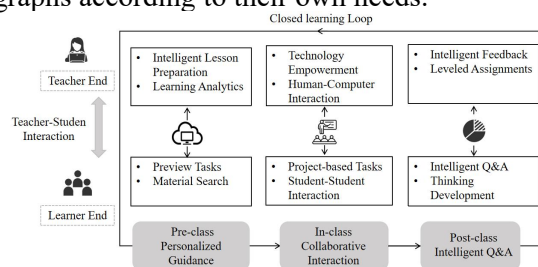 graphs according to their own needs.
Closed learning Loop
Teacher End
Teacher-Studen
Interaction
Learner End
• Intelligent Lesson
Preparation
• Learning Analytics
• Technology
Empowerment
• Human-Computer
Interaction
• Intelligent Feedback
• Leveled Assignments
• Preview Tasks
• Material Search
• Project-based Tasks
• Student-Student
Interaction
• Intelligent Q&A
• Thinking
Development
Pre-class
Personalized
Guidance
In-class
Collaborative
Interaction
Post-class
Intelligent Q&A